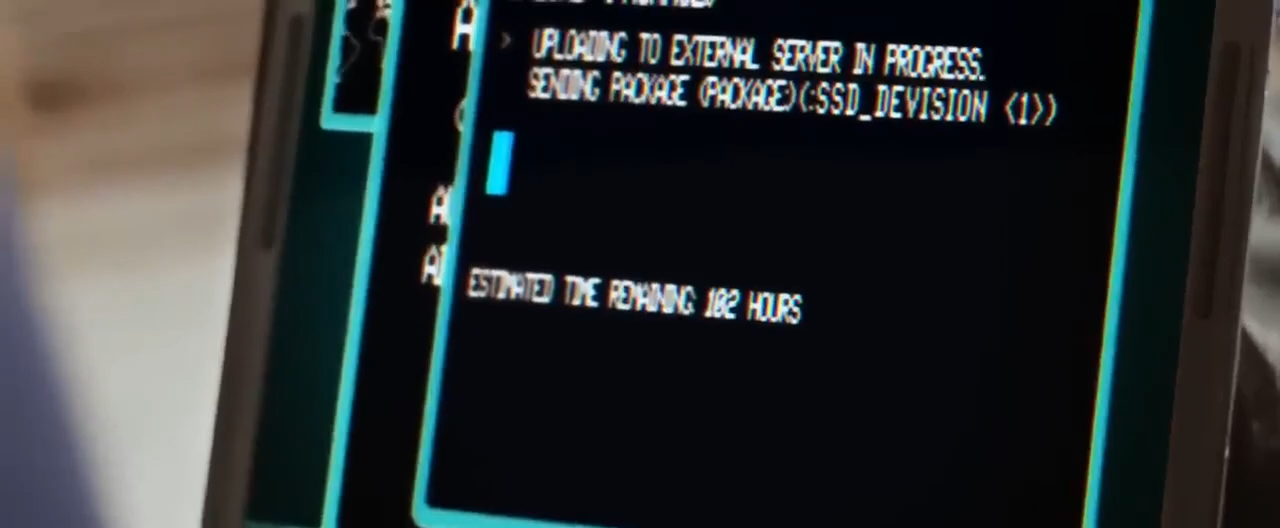 > UPLOADING TO EXTERNAL SERVER IN PROGRESS.
SENDING PACKAGE (PACKAGE)(:SSD_DEVISION <1>)
ESTIMATED TIME REMAINING: 102 HOURS